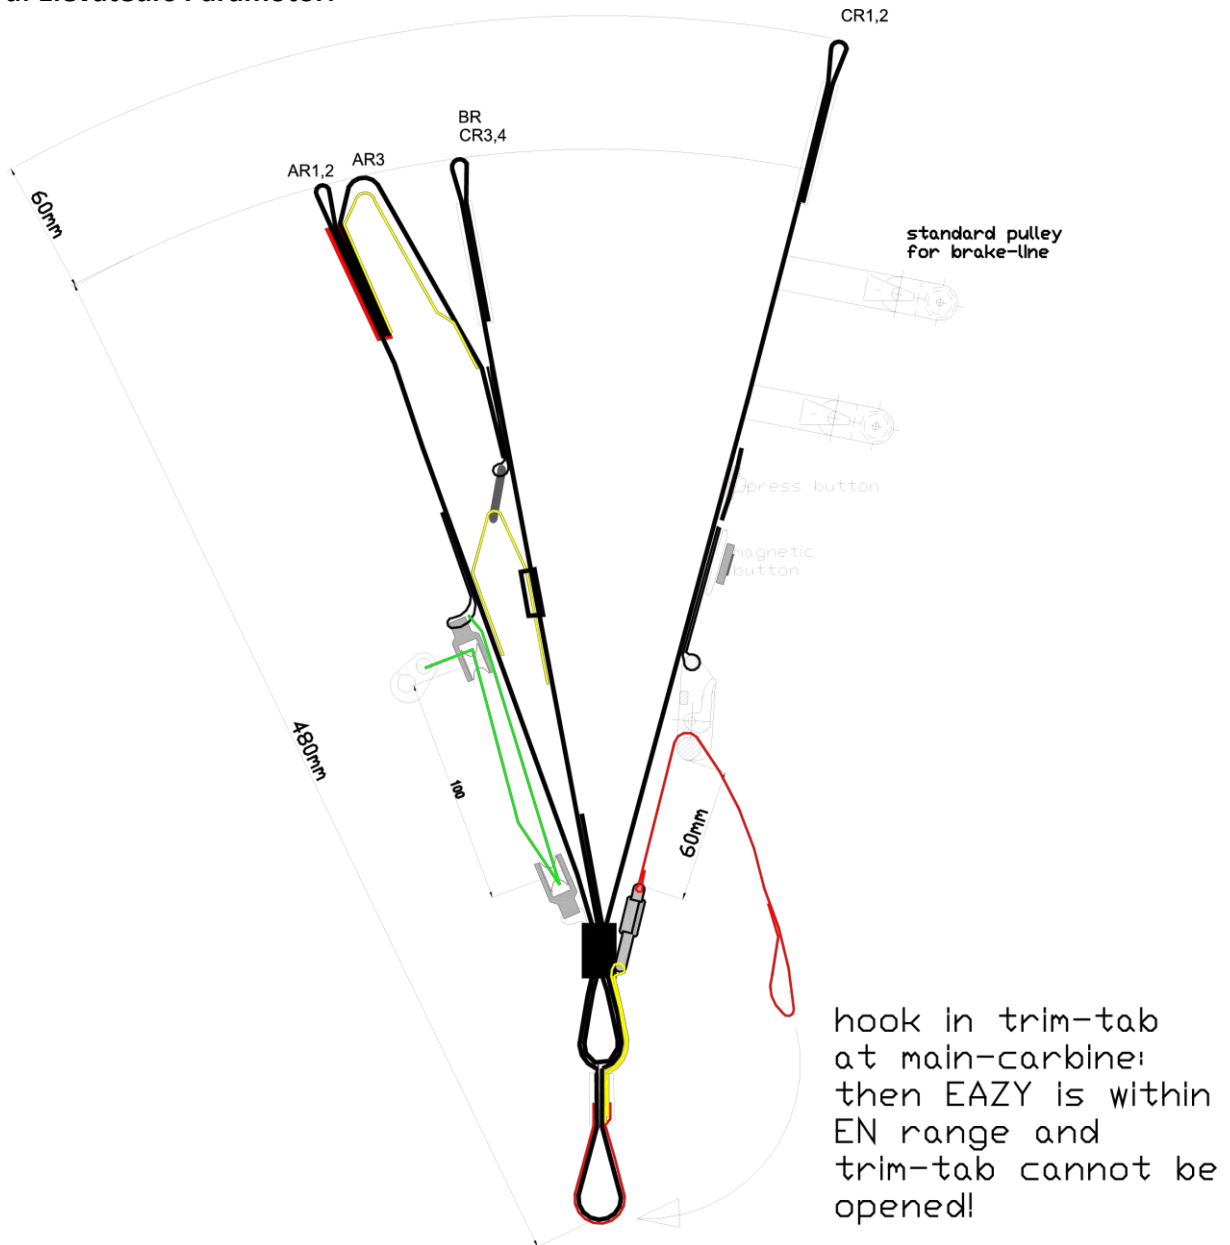 CR1,2
BR
CR3,4
AR3
AR1,2
60mm
standard pulley
for brake-line
press button
magnetic
button
480mm
100
60mm
hook in trim-tab
at main-carbine:
then EAZY is within
EN range and
trim-tab cannot be
opened!